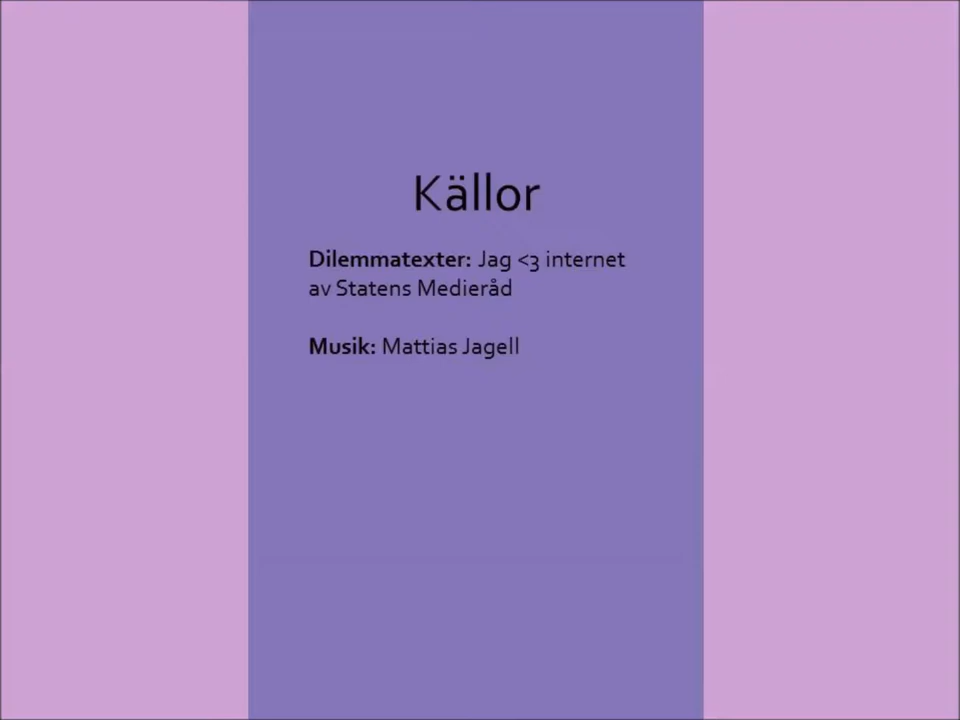 Källor
Dilemmatexter: Jag <3 internet
av Statens Medieråd
Musik: Mattias Jagell